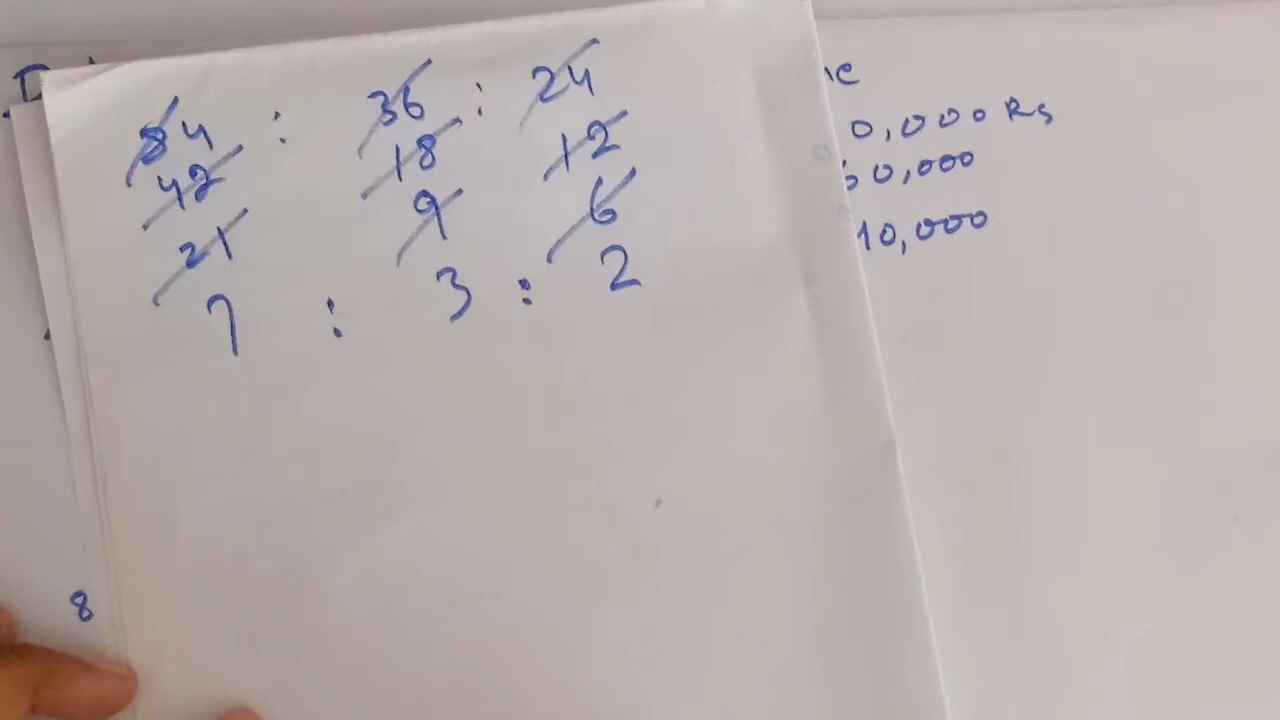 84 : 36 : 24
42 18 12
21 9 6
7 : 3 : 2
0,000 Rs
0,000
10,000
8